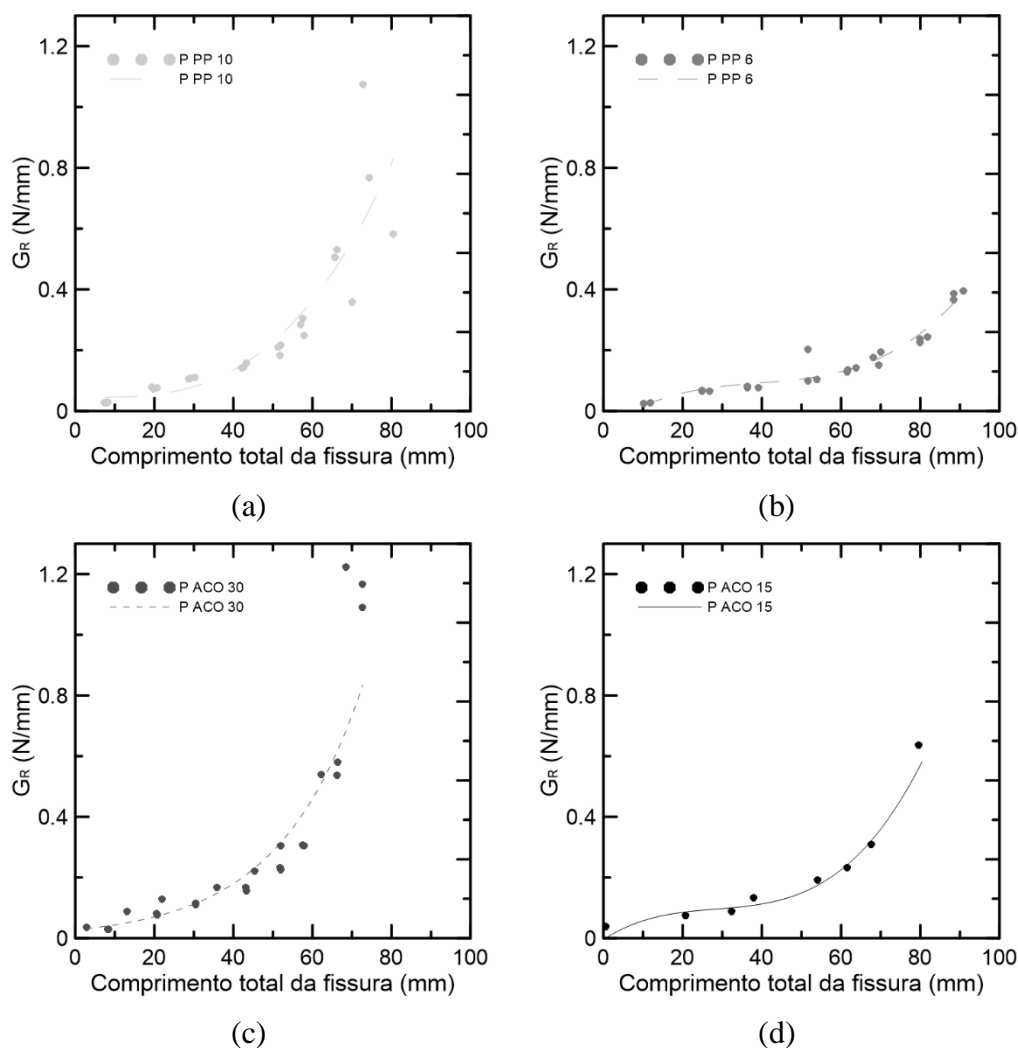 1.2
P PP 10
P PP 10
0.8
GR (N/mm)
0.4
0
0 20 40 60 80 100
Comprimento total da fissura (mm)
(a)
1.2
P PP 6
P PP 6
0.8
GR (N/mm)
0.4
0
0 20 40 60 80 100
Comprimento total da fissura (mm)
(b)
1.2
P ACO 30
P ACO 30
0.8
GR (N/mm)
0.4
0
0 20 40 60 80 100
Comprimento total da fissura (mm)
(c)
1.2
P ACO 15
P ACO 15
0.8
GR (N/mm)
0.4
0
0 20 40 60 80 100
Comprimento total da fissura (mm)
(d)